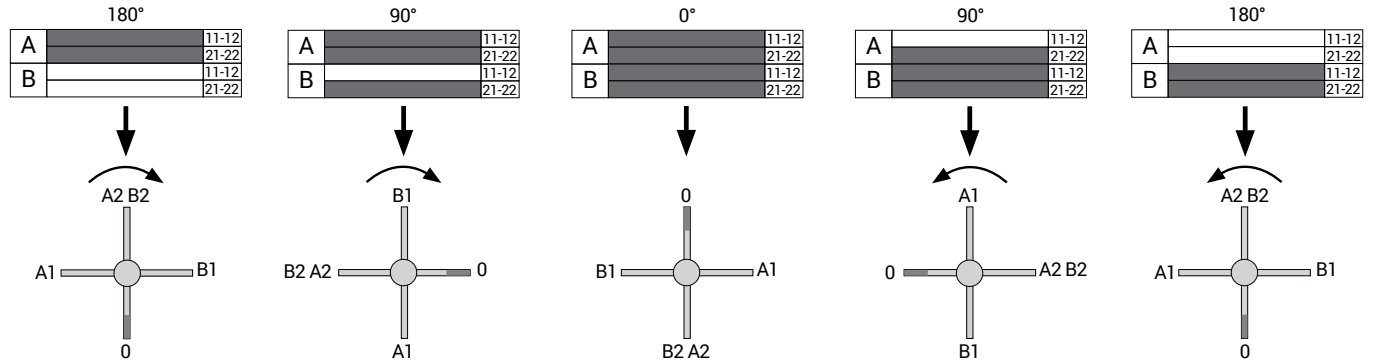 180° 90° 0° 90° 180°
A 11-12 A 11-12 A 11-12 A 11-12 A 11-12
21-22 21-22 21-22 21-22 21-22
B 11-12 B 11-12 B 11-12 B 11-12 B 11-12
21-22 21-22 21-22 21-22 21-22
A2 B2 B1 0 A1 A2 B2
A1 B1 B2 A2 0 B1 A1 0 A2 B2 A1 B1
0 A1 B2 A2 B1 0